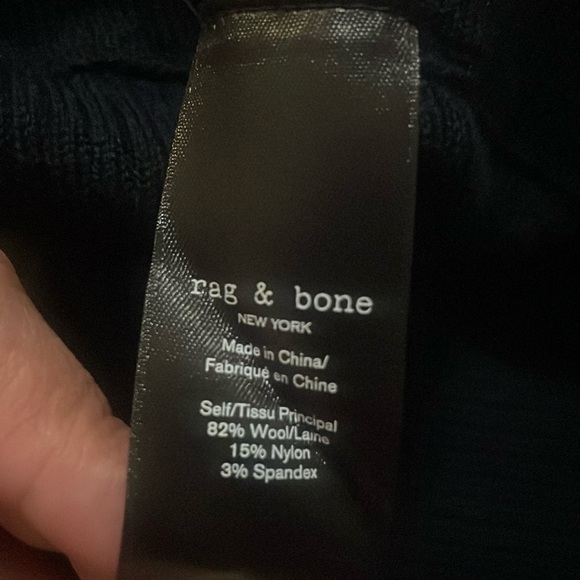 rag & bone
NEW YORK
Made in China/
Fabriqué en Chine
Self/Tissu Principal
82% Wool/Laine
15% Nylon
3% Spandex